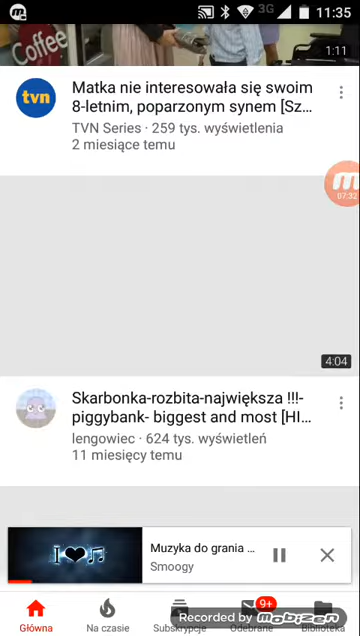 3G 11:35
Coffee
1:11
tvn
Matka nie interesowała się swoim
8-letnim, poparzonym synem [Sz...
TVN Series · 259 tys. wyświetlenia
2 miesiące temu
07:32
4:04
Skarbonka-rozbita-największa !!!-
piggybank- biggest and most [HI...
lengowiec · 624 tys. wyświetleń
11 miesięcy temu
I ❤ ♫
Muzyka do grania ...
Smoogy
9+
Główna
Na czasie
Subskrypcje
Odebrane
Biblioteka
Recorded by mobizen